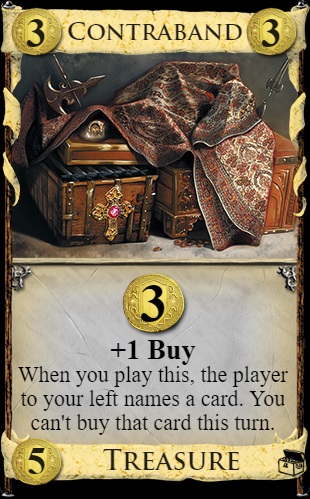 3 CONTRABAND 3
3
+1 Buy
When you play this, the player
to your left names a card. You
can't buy that card this turn.
5 TREASURE